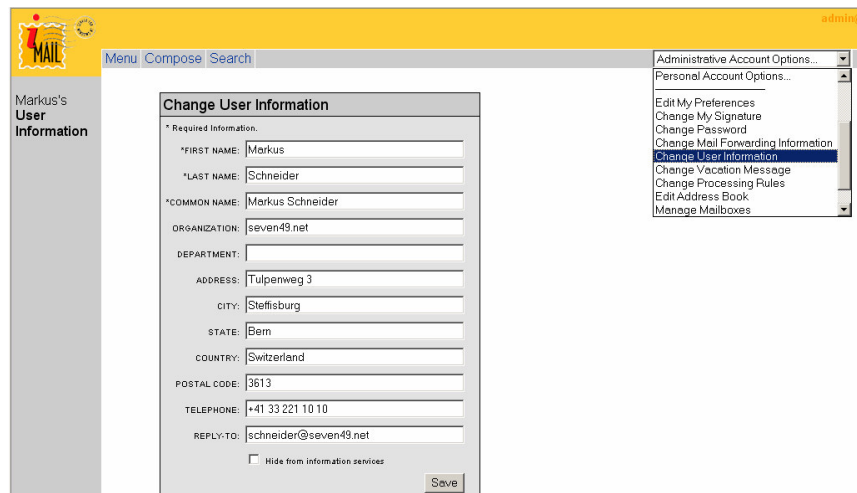 admin
i
MAIL
Menu Compose Search
Administrative Account Options...
Personal Account Options...
Edit My Preferences
Change My Signature
Change Password
Change Mail Forwarding Information
Change User Information
Change Vacation Message
Change Processing Rules
Edit Address Book
Manage Mailboxes
Markus's
User
Information
Change User Information
* Required Information.
*FIRST NAME: Markus
*LAST NAME: Schneider
*COMMON NAME: Markus Schneider
ORGANIZATION: seven49.net
DEPARTMENT:
ADDRESS: Tulpenweg 3
CITY: Steffisburg
STATE: Bern
COUNTRY: Switzerland
POSTAL CODE: 3613
TELEPHONE: +41 33 221 10 10
REPLY-TO: schneider@seven49.net
Hide from information services
Save